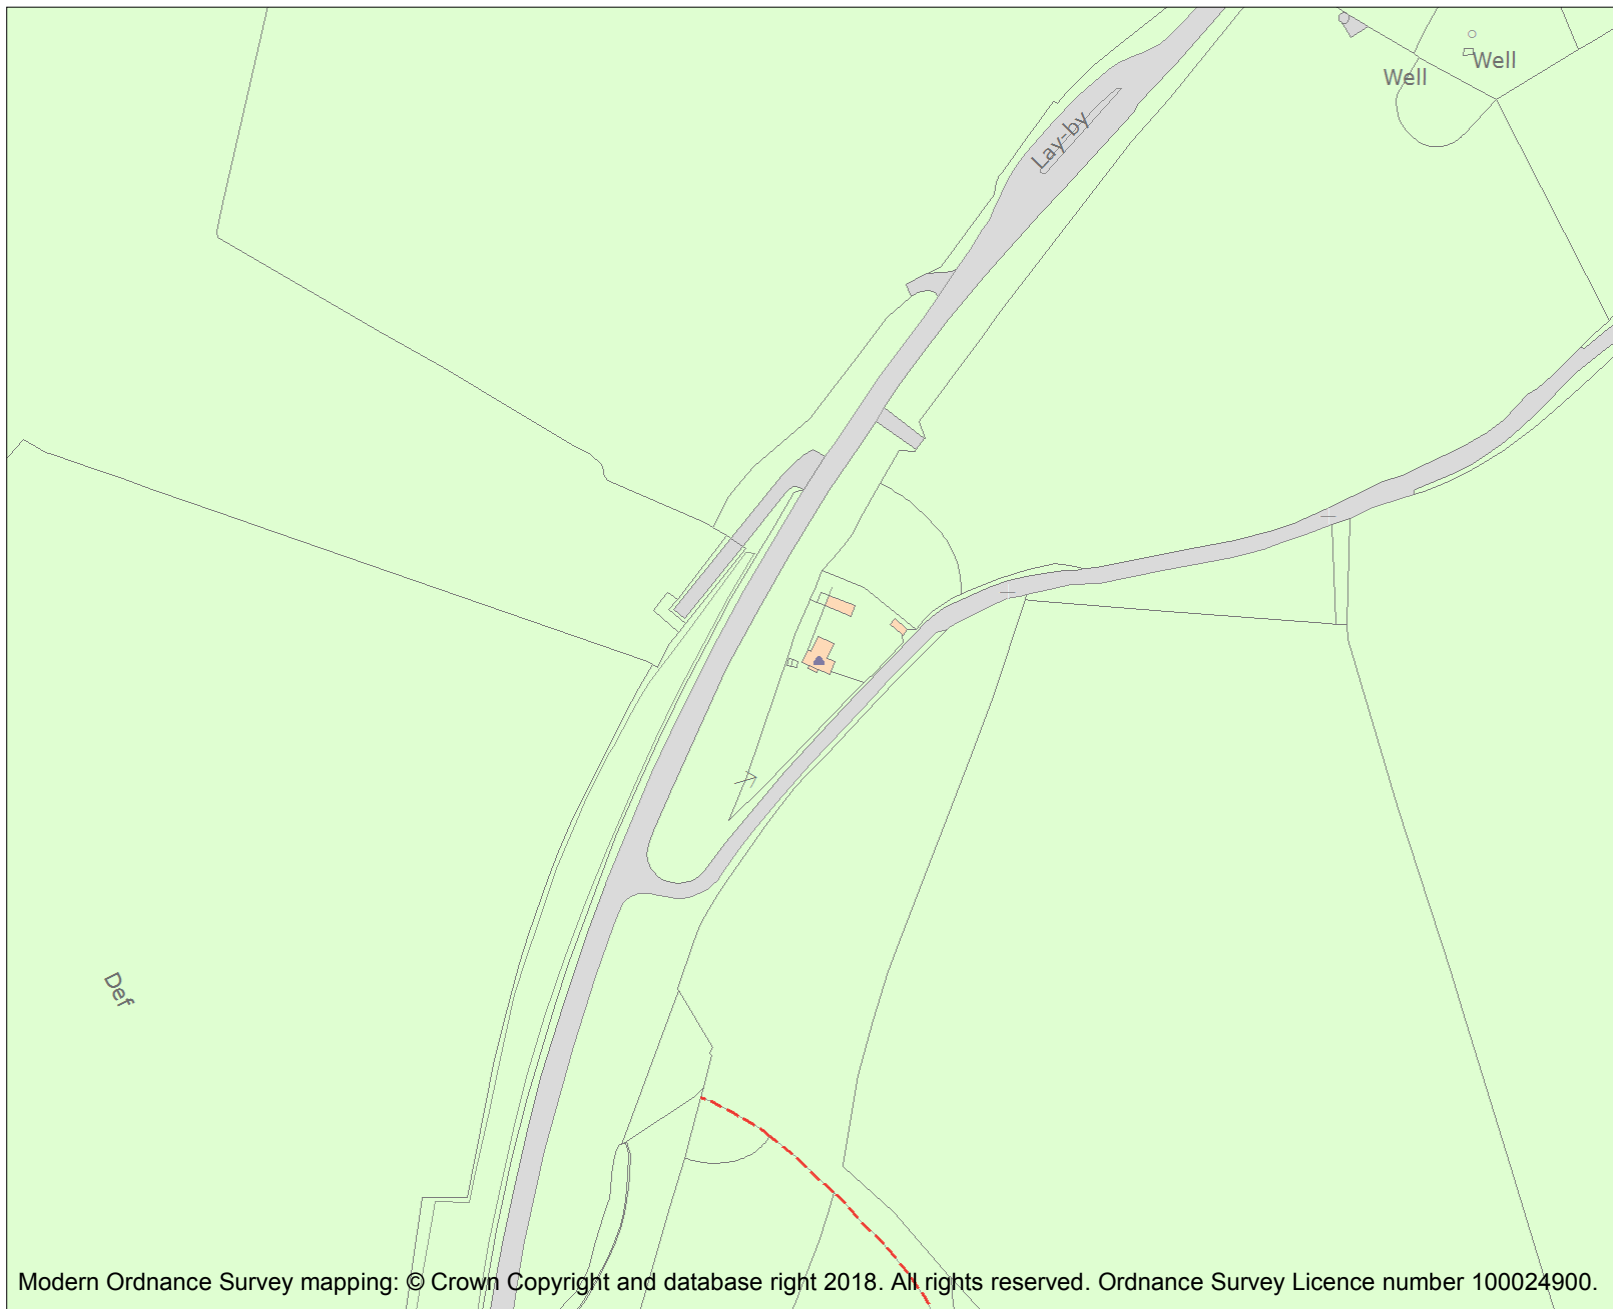 Well
Well
Lay-by
Def
Modern Ordnance Survey mapping: © Crown Copyright and database right 2018. All rights reserved. Ordnance Survey Licence number 100024900.